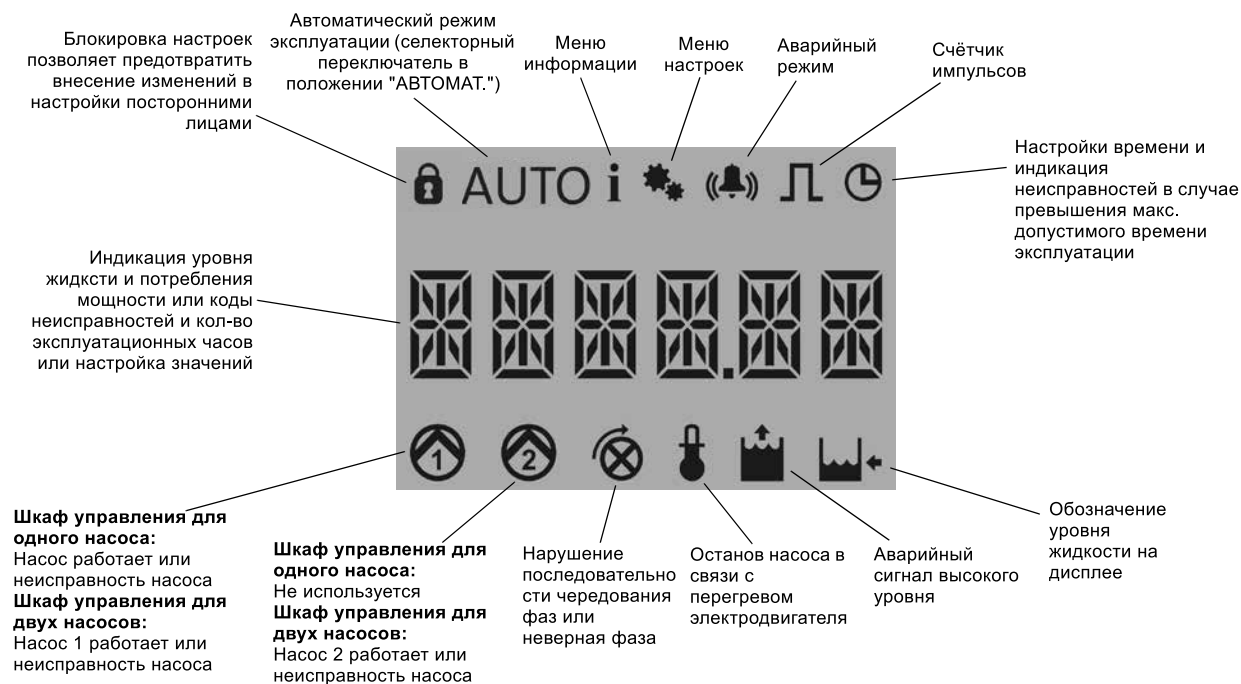 Блокировка настроек
позволяет предотвратить
внесение изменений в
настройки посторонними
лицами
Автоматический режим
эксплуатации (селекторный
переключатель в
положении "АВТОМАТ.")
Меню
информации
Меню
настроек
Аварийный
режим
Счётчик
импульсов
Настройки времени и
индикация
неисправностей в случае
превышения макс.
допустимого времени
эксплуатации
AUTO i
Индикация уровня
жидксти и потребления
мощности или коды
неисправностей и кол-во
эксплуатационных часов
или настройка значений
1
2
Шкаф управления для
одного насоса:
Насос работает или
неисправность насоса
Шкаф управления для
двух насосов:
Насос 1 работает или
неисправность насоса
Шкаф управления для
одного насоса:
Не используется
Шкаф управления для
двух насосов:
Насос 2 работает или
неисправность насоса
Нарушение
последовательно
сти чередования
фаз или
неверная фаза
Останов насоса в
связи с
перегревом
электродвигателя
Аварийный
сигнал высокого
уровня
Обозначение
уровня
жидкости на
дисплее